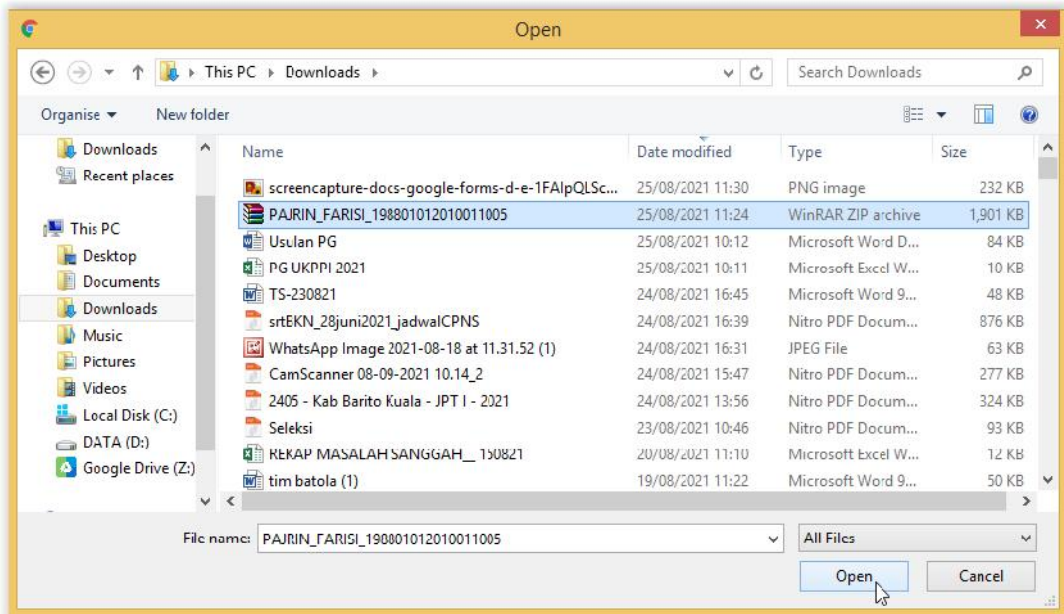 Open
This PC Downloads Search Downloads
Organise New folder
Downloads
Recent places
This PC
Desktop
Documents
Downloads
Music
Pictures
Videos
Local Disk (C:)
DATA (D:)
Google Drive (Z:)
Name Date modified Type Size
screencapture-docs-google-forms-d-e-1FAIpQLSc... 25/08/2021 11:30 PNG image 232 KB
PAJRIN_FARISI_198801012010011005 25/08/2021 11:24 WinRAR ZIP archive 1,901 KB
Usulan PG 25/08/2021 10:12 Microsoft Word D... 84 KB
PG UKPPI 2021 25/08/2021 10:11 Microsoft Excel W... 10 KB
TS-230821 24/08/2021 16:45 Microsoft Word 9... 48 KB
srtEKN_28juni2021_jadwalCPNS 24/08/2021 16:39 Nitro PDF Docum... 876 KB
WhatsApp Image 2021-08-18 at 11.31.52 (1) 24/08/2021 16:31 JPEG File 63 KB
CamScanner 08-09-2021 10.14_2 24/08/2021 15:47 Nitro PDF Docum... 277 KB
2405 - Kab Barito Kuala - JPT I - 2021 24/08/2021 13:56 Nitro PDF Docum... 324 KB
Seleksi 23/08/2021 10:46 Nitro PDF Docum... 93 KB
REKAP MASALAH SANGGAH__ 150821 20/08/2021 11:10 Microsoft Excel W... 12 KB
tim batola (1) 19/08/2021 11:22 Microsoft Word 9... 50 KB
File name: PAJRIN_FARISI_198801012010011005 All Files
Open Cancel